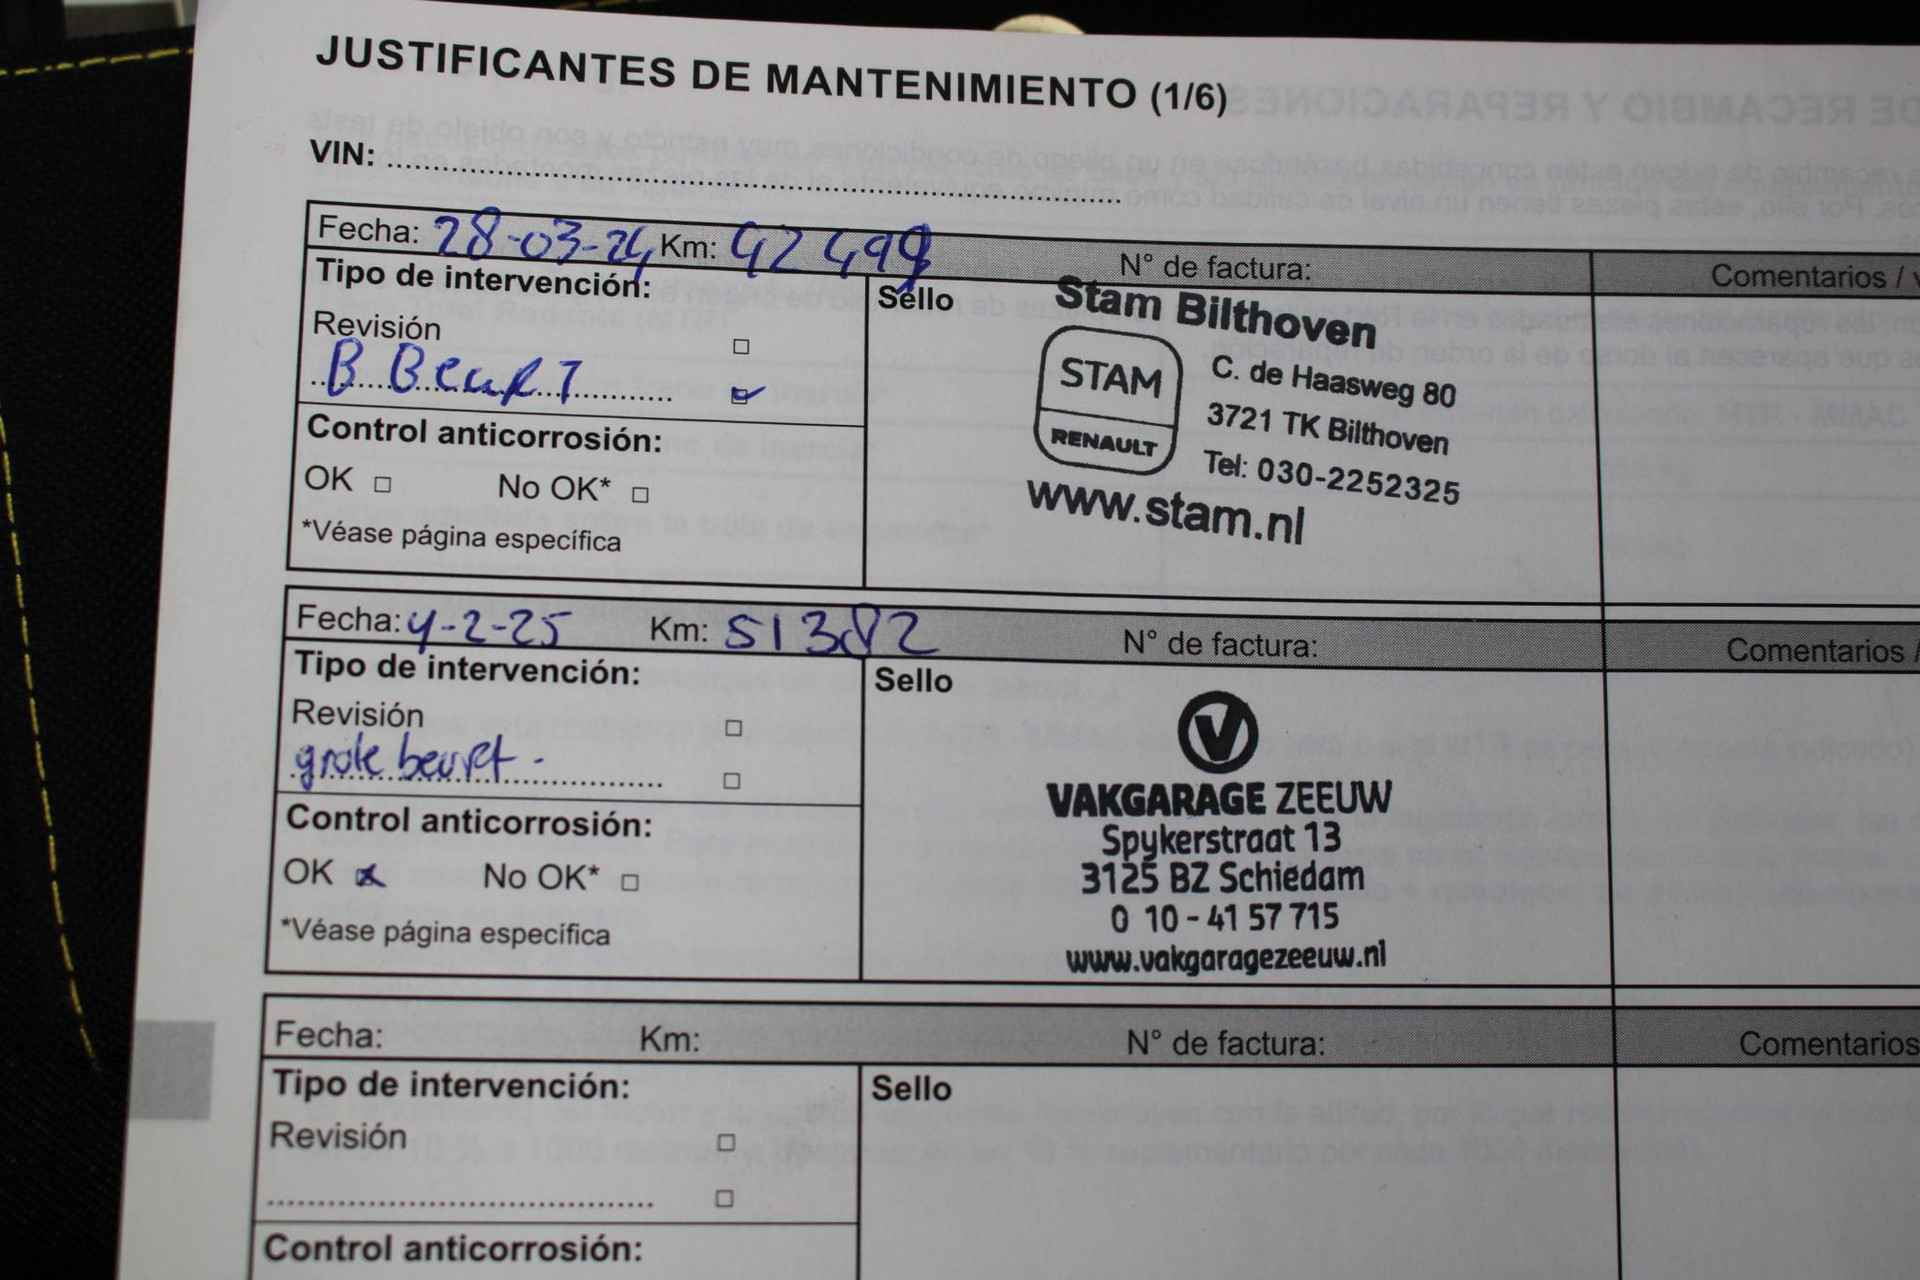 JUSTIFICANTES DE MANTENIMIENTO (1/6)
VIN:
Fecha: 28-03-24 Km: 42499 N° de factura: Comentarios /
Tipo de intervención:
Sello
Revisión
B Beurt
Control anticorrosión:
OK No OK*
*Véase página específica
Stam Bilthoven
STAM
RENAULT
C. de Haasweg 80
3721 TK Bilthoven
Tel: 030-2252325
www.stam.nl
Fecha: 4-2-25 Km: 51382 N° de factura: Comentarios /
Tipo de intervención:
Sello
Revisión
grote beurt -
Control anticorrosión:
OK x No OK*
*Véase página específica
V
VAKGARAGE ZEEUW
Spykerstraat 13
3125 BZ Schiedam
0 10 - 41 57 715
www.vakgaragezeeuw.nl
Fecha: Km: N° de factura: Comentarios
Tipo de intervención:
Sello
Revisión
Control anticorrosión: